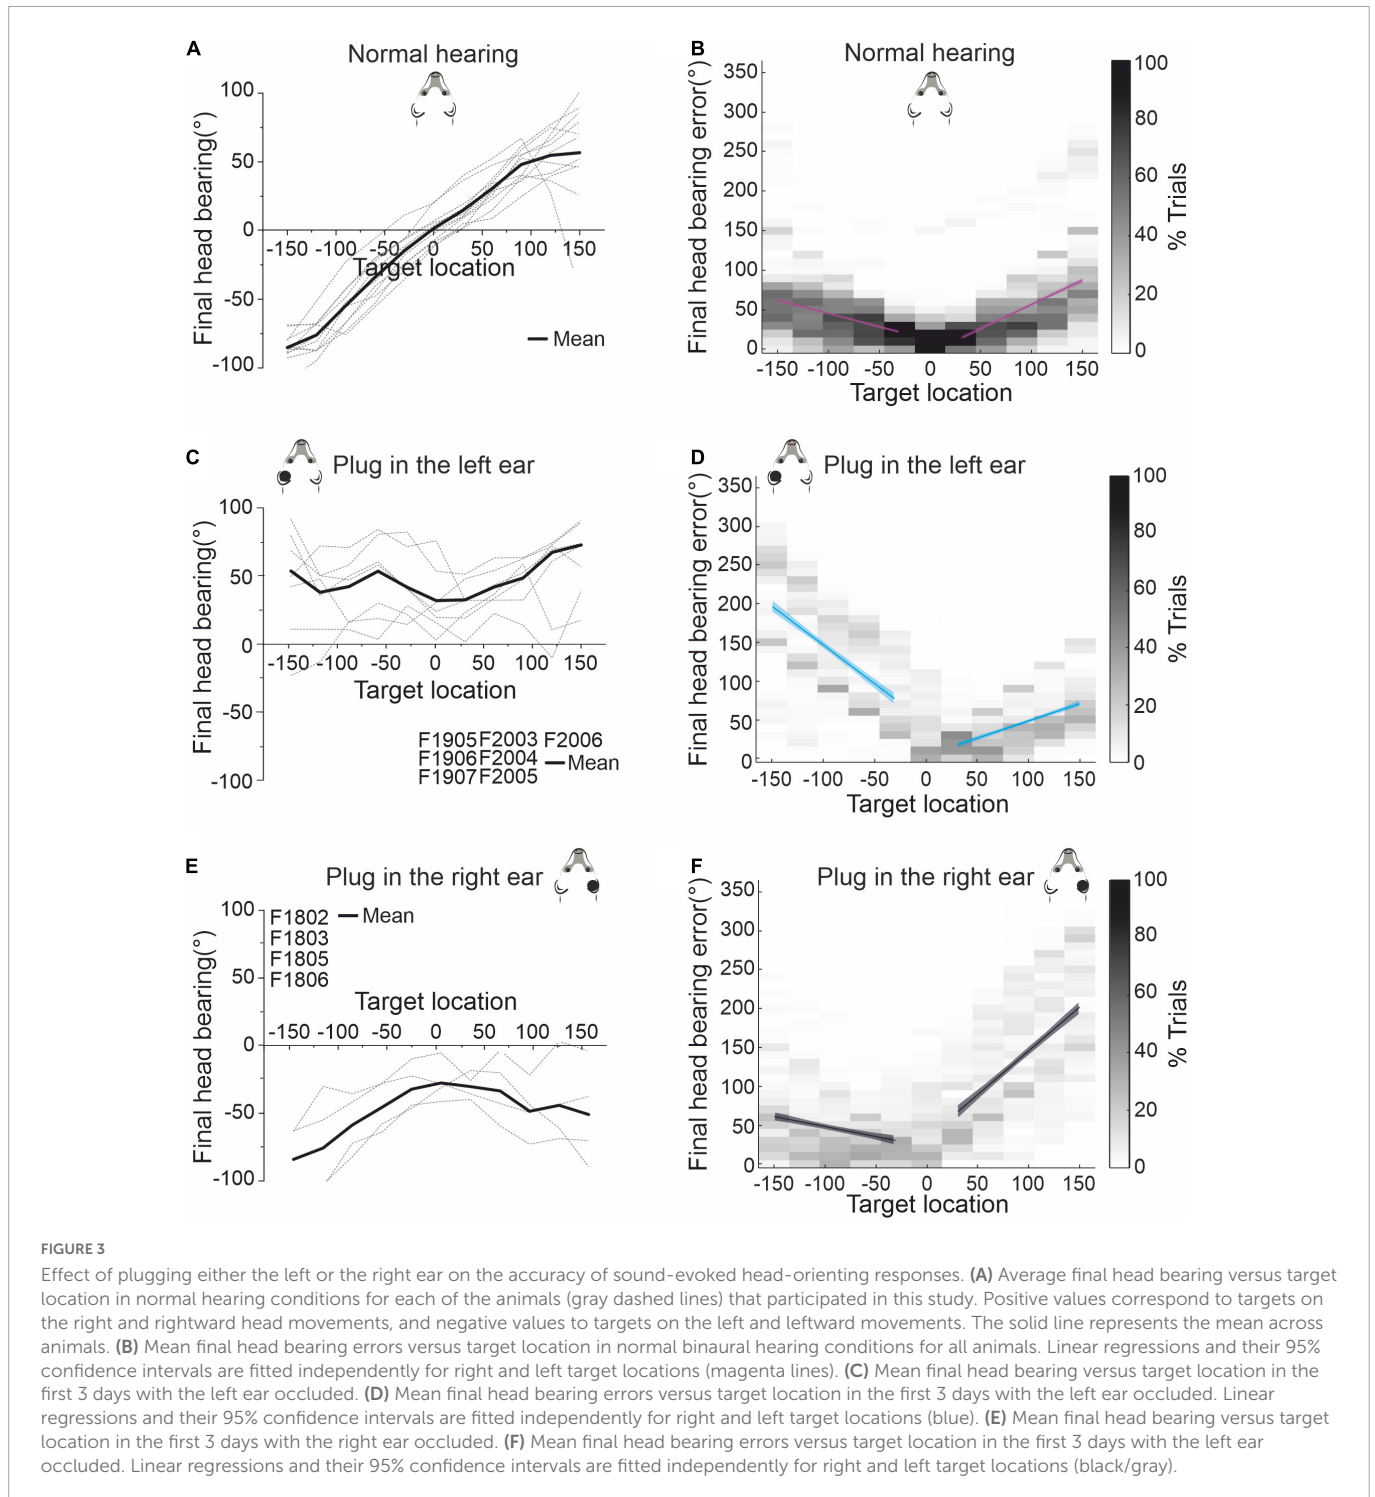 A
Normal hearing
Final head bearing(°)
100
50
0
-50
-100
-150 -100 -50 0 50 100 150
Target location
Mean
B
Normal hearing
Final head bearing error(°)
350
300
250
200
150
100
50
0
-150 -100 -50 0 50 100 150
Target location
100
80
60
40
20
0
% Trials
C
Plug in the left ear
Final head bearing(°)
100
50
0
-50
-100
-150 -100 -50 0 50 100 150
Target location
F1905 F2003 F2006
F1906 F2004 Mean
F1907 F2005
D
Plug in the left ear
Final head bearing error(°)
350
300
250
200
150
100
50
0
-150 -100 -50 0 50 100 150
Target location
100
80
60
40
20
0
% Trials
E
Plug in the right ear
Final head bearing(°)
100
50
0
-50
-100
F1802 Mean
F1803
F1805
F1806
Target location
-150 -100 -50 0 50 100 150
F
Plug in the right ear
Final head bearing error(°)
350
300
250
200
150
100
50
0
-150 -100 -50 0 50 100 150
Target location
100
80
60
40
20
0
% Trials
FIGURE 3
Effect of plugging either the left or the right ear on the accuracy of sound-evoked head-orienting responses. (A) Average final head bearing versus target
location in normal hearing conditions for each of the animals (gray dashed lines) that participated in this study. Positive values correspond to targets on
the right and rightward head movements, and negative values to targets on the left and leftward movements. The solid line represents the mean across
animals. (B) Mean final head bearing errors versus target location in normal binaural hearing conditions for all animals. Linear regressions and their 95%
confidence intervals are fitted independently for right and left target locations (magenta lines). (C) Mean final head bearing versus target location in the
first 3 days with the left ear occluded. (D) Mean final head bearing errors versus target location in the first 3 days with the left ear occluded. Linear
regressions and their 95% confidence intervals are fitted independently for right and left target locations (blue). (E) Mean final head bearing versus target
location in the first 3 days with the right ear occluded. (F) Mean final head bearing errors versus target location in the first 3 days with the left ear
occluded. Linear regressions and their 95% confidence intervals are fitted independently for right and left target locations (black/gray).